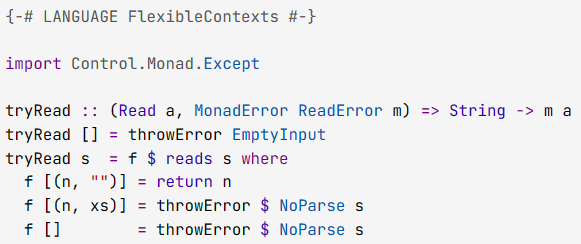 {-# LANGUAGE FlexibleContexts #-}
import Control.Monad.Except
tryRead :: (Read a, MonadError ReadError m) => String -> m a
tryRead [] = throwError EmptyInput
tryRead s  = f $ reads s where
  f [(n, "")] = return n
  f [(n, xs)] = throwError $ NoParse s
  f []        = throwError $ NoParse s